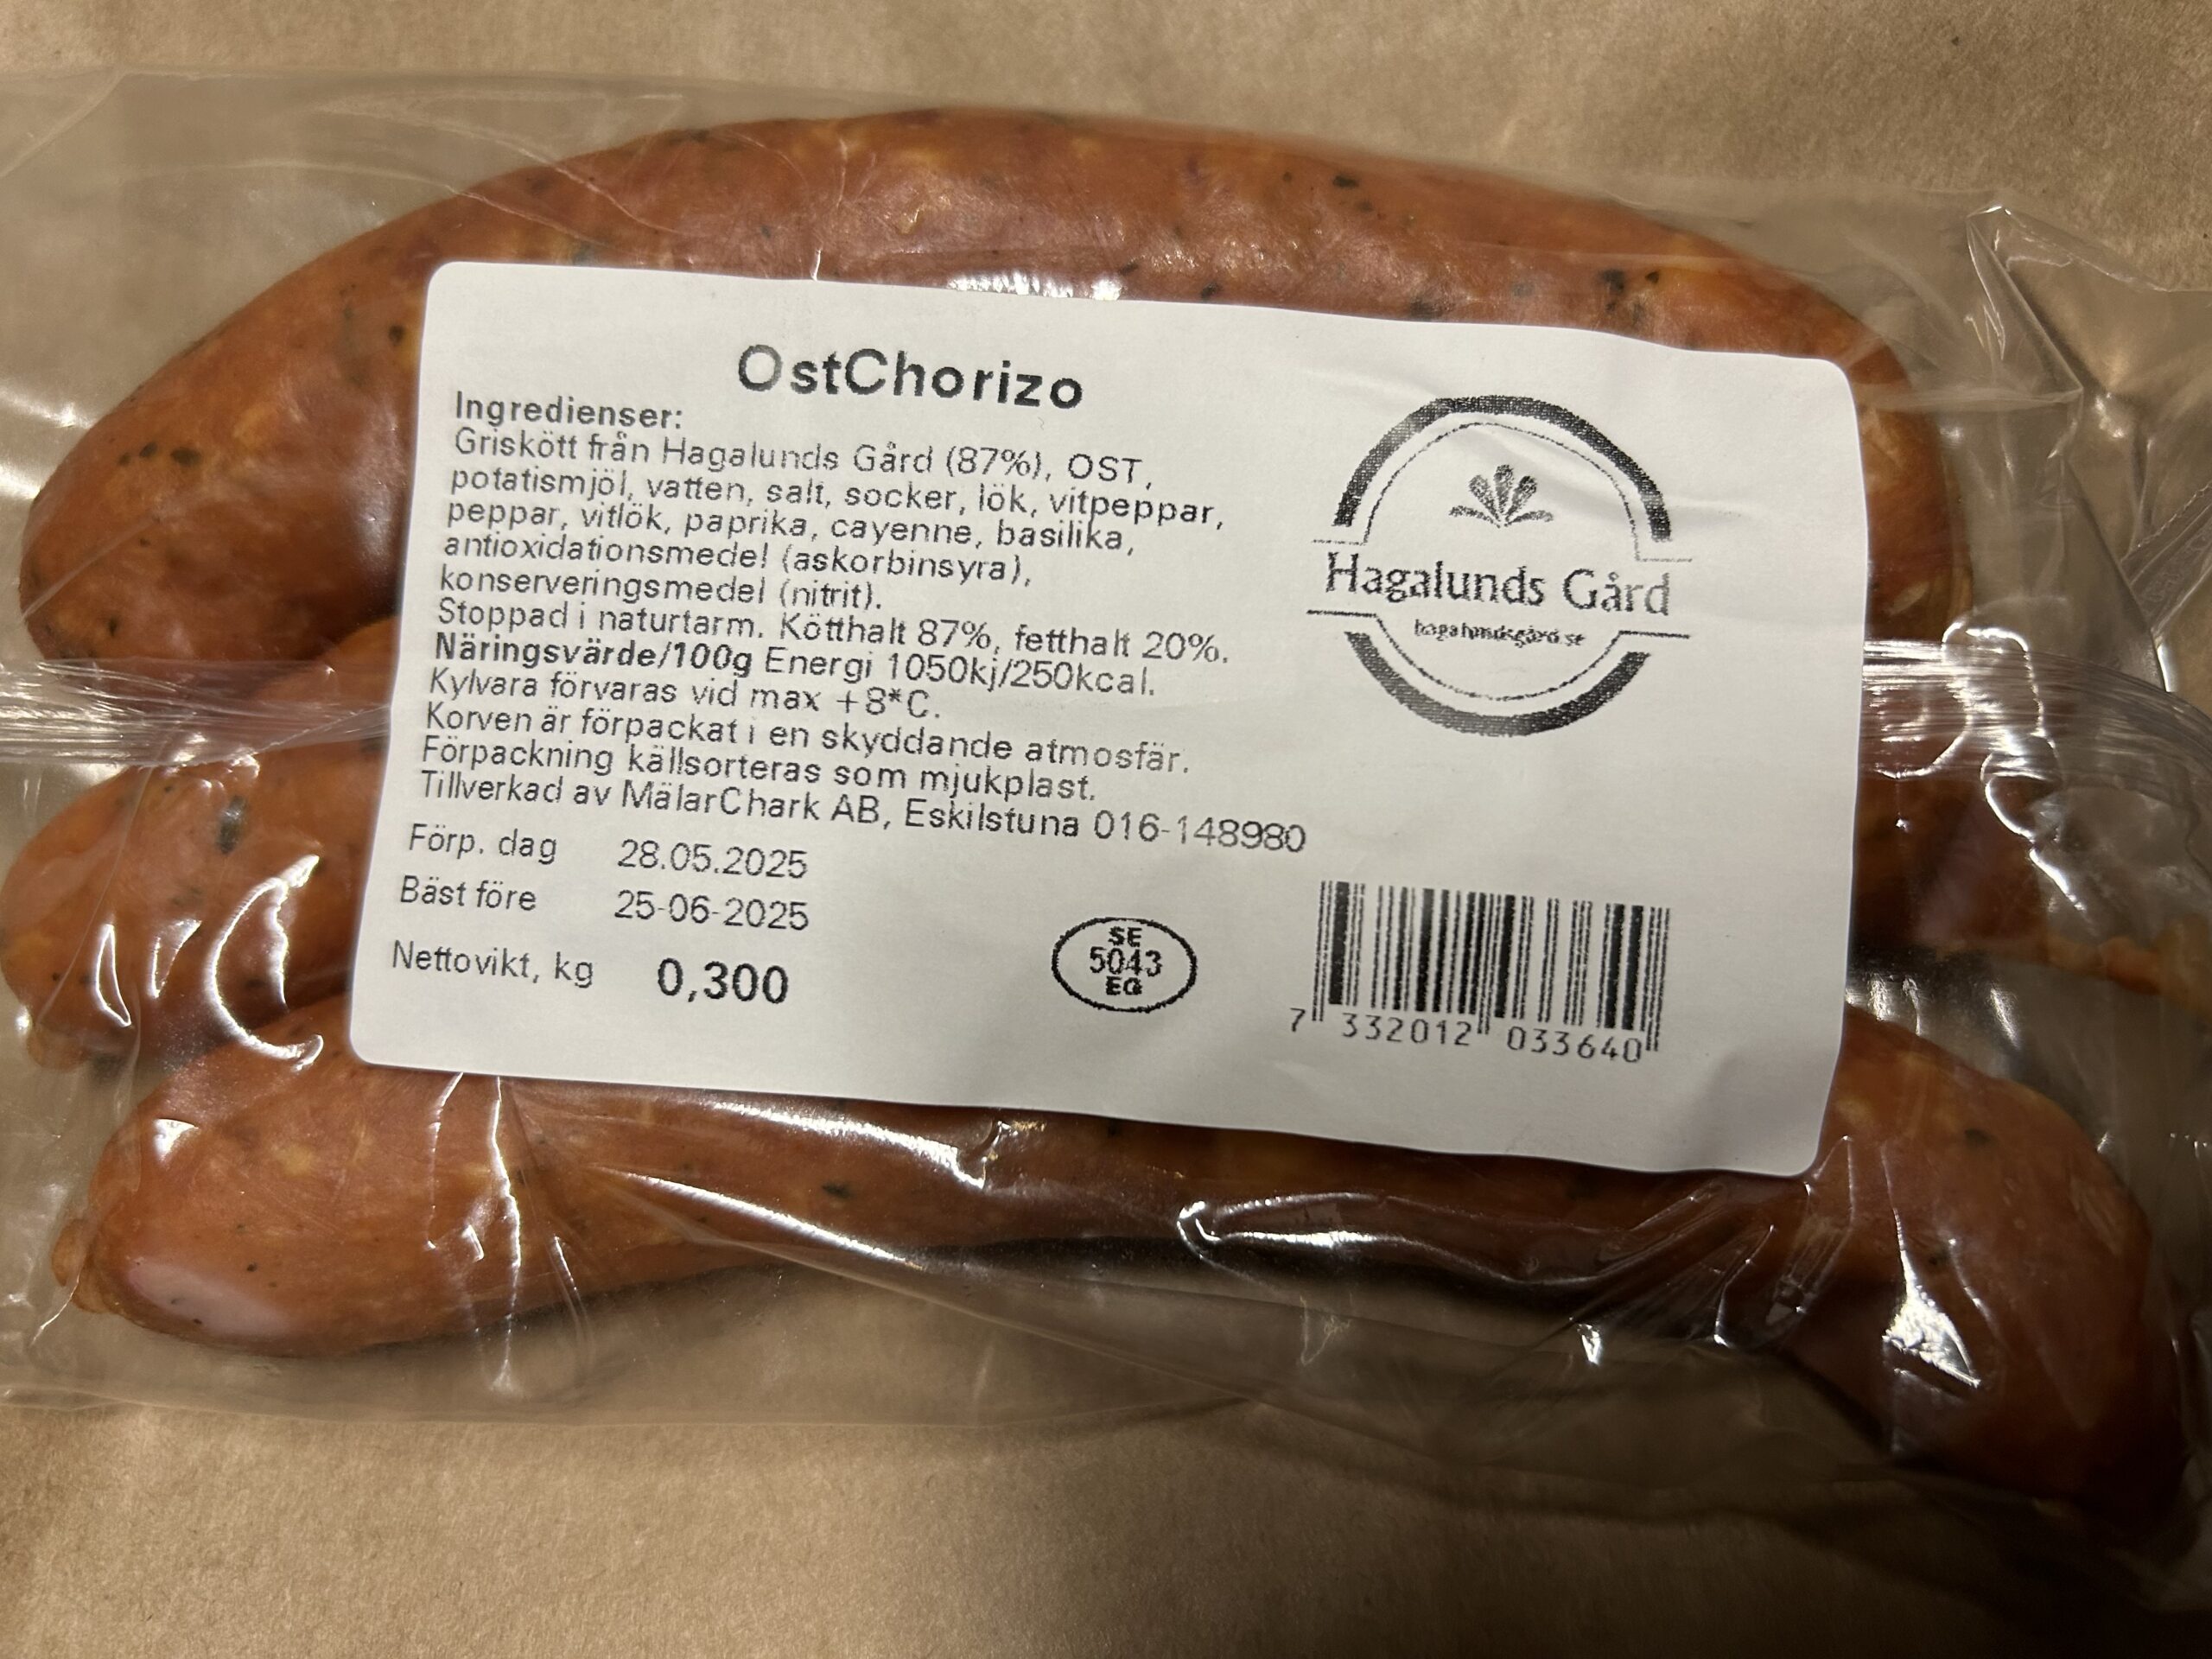 OstChorizo
Ingredienser:
Griskött från Hagalunds Gård (87%), OST,
potatismjöl, vatten, salt, socker, lök, vitpeppar,
peppar, vitlök, paprika, cayenne, basilika,
antioxidationsmedel (askorbinsyra),
konserveringsmedel (nitrit).
Stoppad i naturtarm. Kötthalt 87%, fetthalt 20%.
Näringsvärde/100g Energi 1050kj/250kcal.
Kylvara förvaras vid max +8*C.
Korven är förpackat i en skyddande atmosfär.
Förpackning källsorteras som mjukplast.
Tillverkad av MälarChark AB, Eskilstuna 016-148980
Förp. dag 28.05.2025
Bäst före 25-06-2025
Nettovikt, kg 0,300
Hagalunds Gård
hagalundsgård.se
SE
5043
EG
7 332012 033640